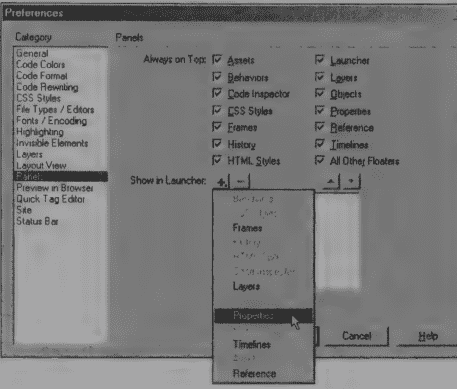 Preferences
Category
Panels
General
Code Colors
Code Format
Code Rewriting
CSS Styles
File Types / Editors
Fonts / Encoding
Highlighting
Invisible Elements
Layers
Layout View
Panels
Preview in Browser
Quick Tag Editor
Site
Status Bar
Always on Top:
Assets
Launcher
Behaviors
Layers
Code Inspector
Objects
CSS Styles
Properties
Frames
Reference
History
Timelines
HTML Styles
All Other Floaters
Show in Launcher:
Frames
Layers
Properties
Timelines
Reference
Cancel
Help